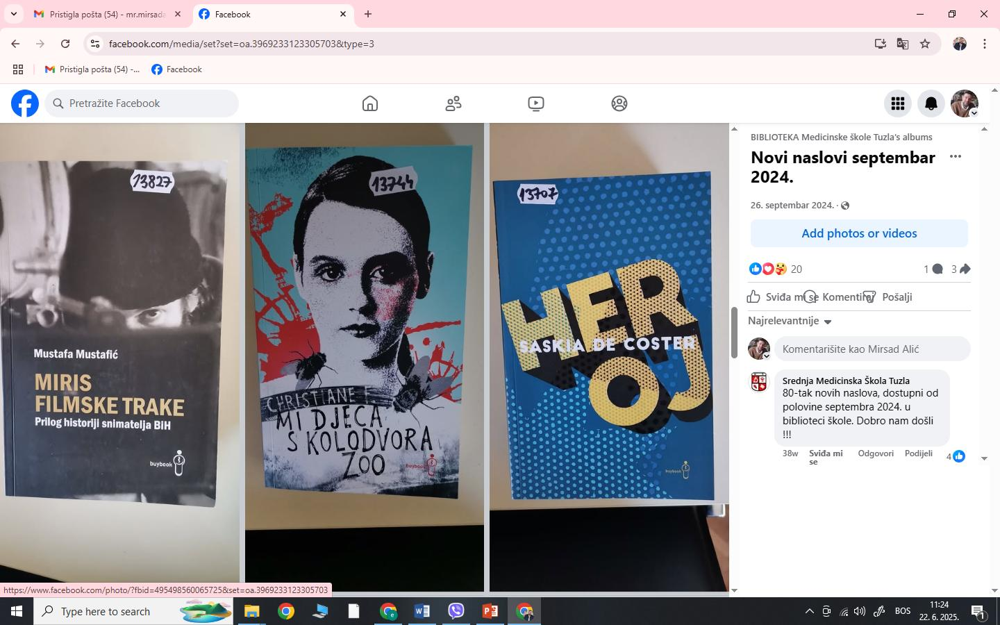 Pristigla pošta (54) - mr.mirsada
Facebook
facebook.com/media/set?set=oa.3969233123305703&type=3
Pristigla pošta (54) -...
Facebook
Pretražite Facebook
13827
Mustafa Mustafić
MIRIS
FILMSKE TRAKE
Prilog historiji snimatelja BiH
buybook
13744
CHRISTIANE F.
MI DJECA
S KOLODVORA
ZOO
buybook
13707
HER
SASKIA DE COSTER
OJ
buybook
BIBLIOTEKA Medicinske škole Tuzla's albums
Novi naslovi septembar
2024.
26. septembar 2024. ·
Add photos or videos
20
1
3
Sviđa mi se
Komentiraj
Pošalji
Najrelevantnije
Komentarišite kao Mirsad Alić
Srednja Medicinska Škola Tuzla
80-tak novih naslova, dostupni od
polovine septembra 2024. u
biblioteci škole. Dobro nam došli
!!!
38w
Sviđa mi
se
Odgovori
Podijeli
4
https://www.facebook.com/photo/?fbid=495498560065725&set=oa.3969233123305703
Type here to search
BOS
11:24
22. 6. 2025.
1